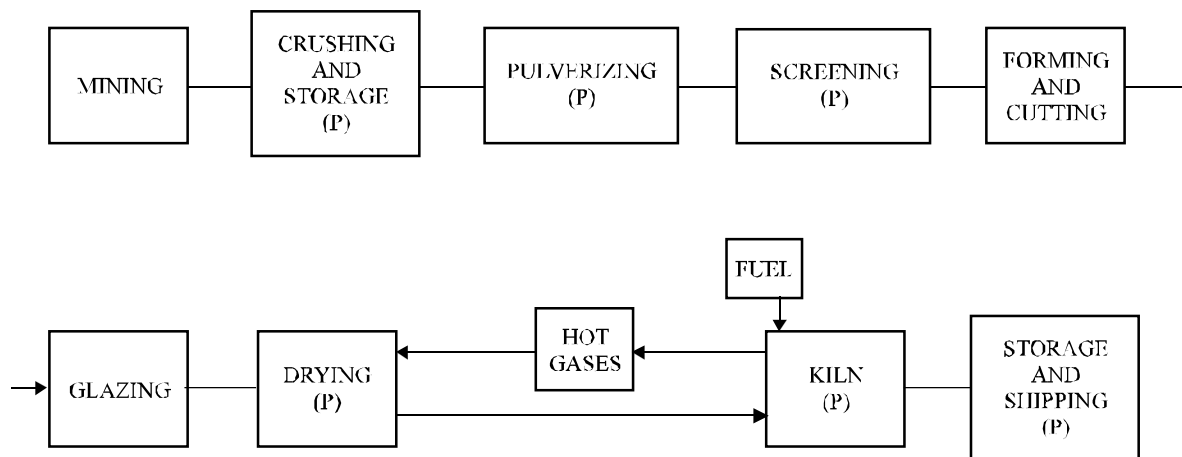 MINING
CRUSHING
AND
STORAGE
(P)
PULVERIZING
(P)
SCREENING
(P)
FORMING
AND
CUTTING
FUEL
GLAZING
DRYING
(P)
HOT
GASES
KILN
(P)
STORAGE
AND
SHIPPING
(P)